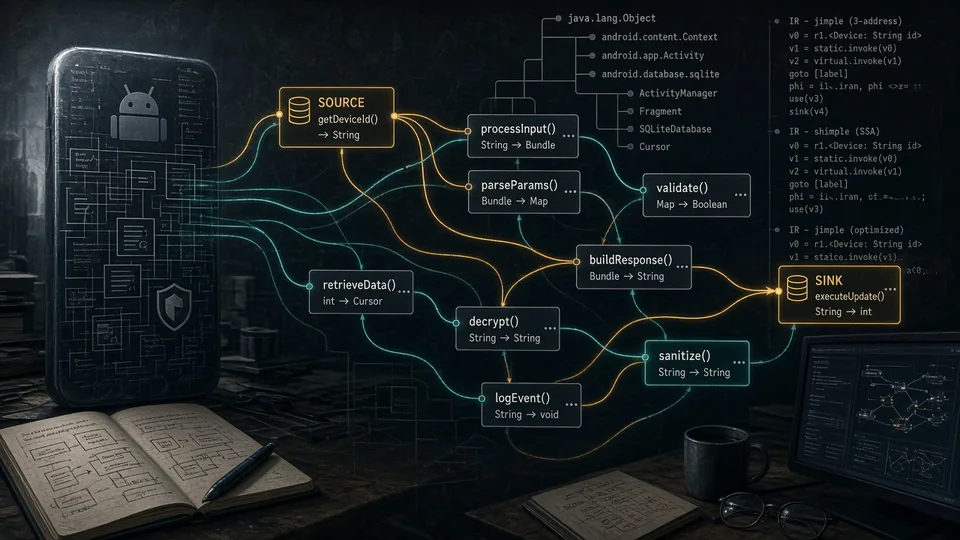 SOURCE
getDeviceId()
→ String
processInput()
String → Bundle
parseParams()
Bundle → Map
validate()
Map → Boolean
buildResponse()
Bundle → String
retrieveData()
int → Cursor
decrypt()
String → String
sanitize()
String → String
logEvent()
String → void
SINK
executeUpdate()
String → int
java.lang.Object
android.content.Context
android.app.Activity
android.database.sqlite
ActivityManager
Fragment
SQLiteDatabase
Cursor
IR - jimple (3-address)
v0 = r1.<Device: String id>
v1 = static.invoke(v0)
v2 = virtual.invoke(v1)
goto [label]
use(v3)
sink(v4)
IR - shimple (SSA)
v0 = r1.<Device: String id>
v1 = static.invoke(v0)
v2 = virtual.invoke(v1)
goto [label]
use(v3)
IR - jimple (optimized)
v0 = r1.<Device: String id>